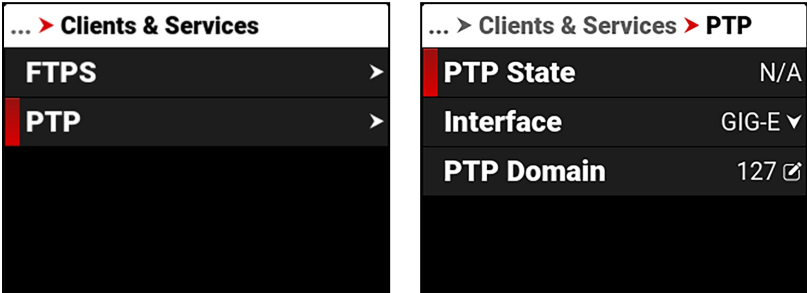 ... Clients & Services
FTPS
PTP
... Clients & Services PTP
PTP State N/A
Interface GIG-E
PTP Domain 127